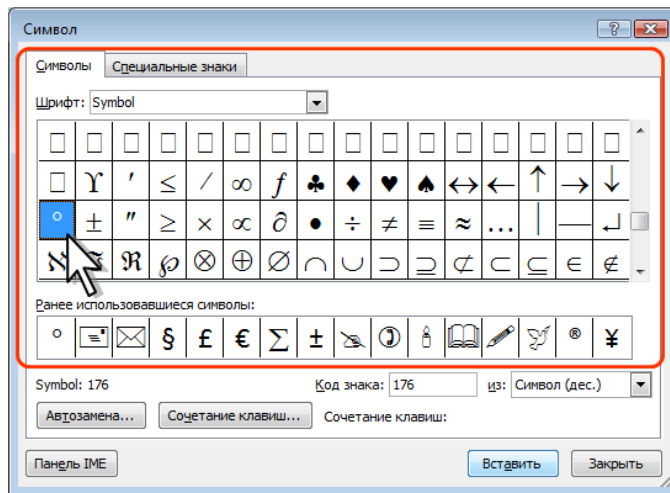 Символ
Символы Специальные знаки
Шрифт: Symbol
□ □ □ □ □ □ □ □ □ □ □ □ □ □ □ □
□ ϒ ′ ≤ ⁄ ∞ ƒ ♣ ♦ ♥ ♠ ↔ ← ↑ → ↓
° ± ″ ≥ × ∝ ∂ • ÷ ≠ ≡ ≈ … │ — ↵
ℵ ℑ ℜ ℘ ⊗ ⊕ ∅ ∩ ∪ ⊃ ⊇ ⊄ ⊂ ⊆ ∈ ∉
Ранее использовавшиеся символы:
° § £ € Σ ± ® ¥
Symbol: 176 Код знака: 176 из: Символ (дес.)
Автозамена... Сочетание клавиш... Сочетание клавиш:
Панель IME Вставить Закрыть